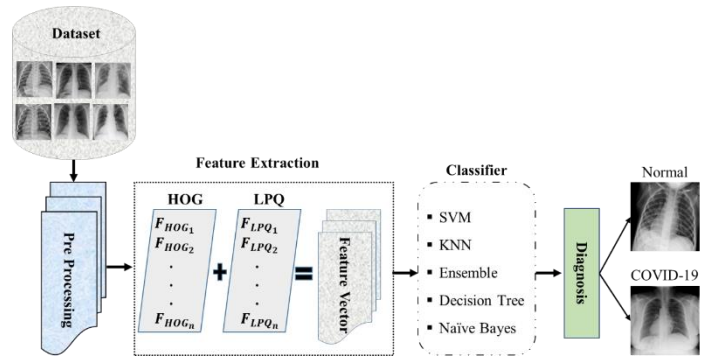 Dataset
Pre Processing
Feature Extraction
HOG
F_HOG₁
F_HOG₂
.
.
.
F_HOGₙ
+
LPQ
F_LPQ₁
F_LPQ₂
.
.
.
F_LPQₙ
=
Feature Vector
Classifier
▪ SVM
▪ KNN
▪ Ensemble
▪ Decision Tree
▪ Naïve Bayes
Diagnosis
Normal
COVID-19